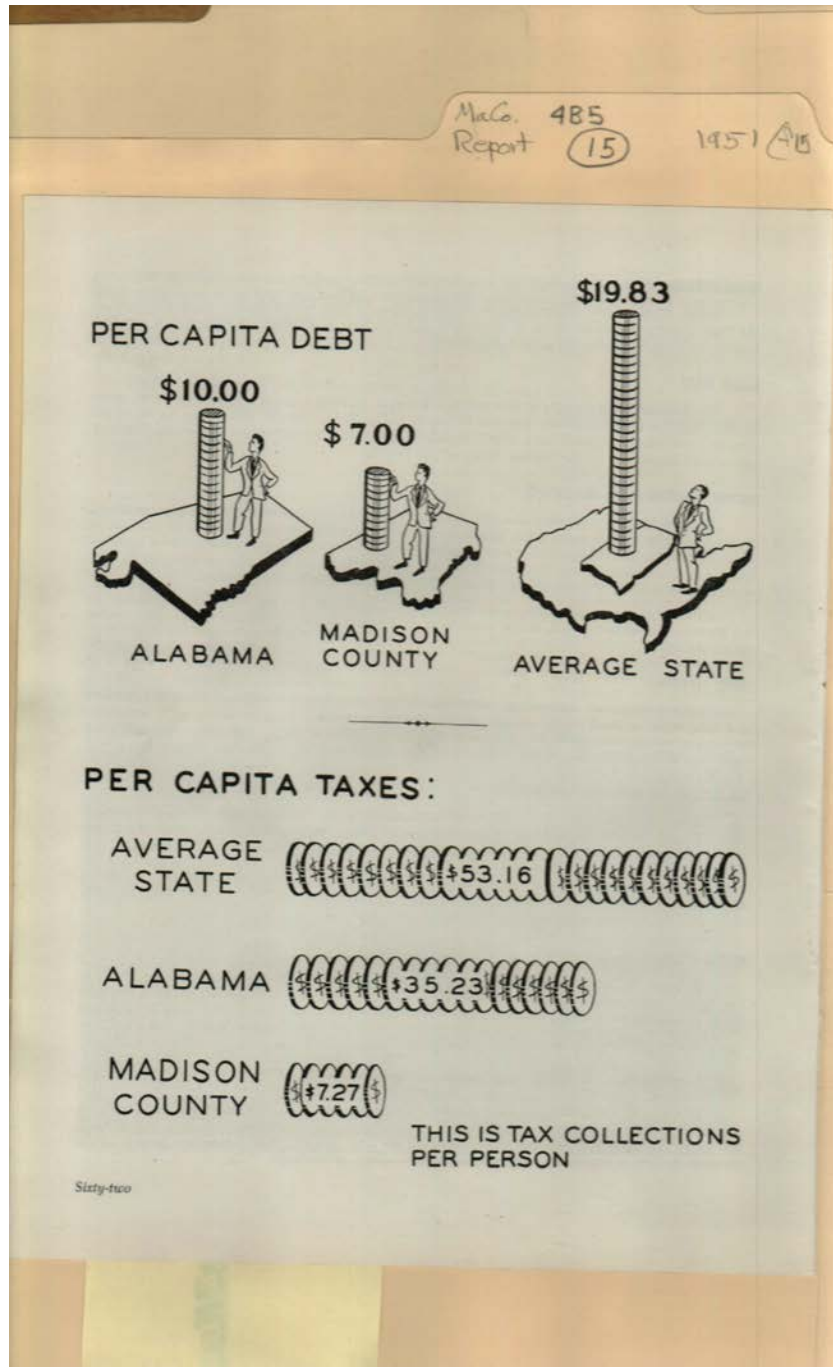 Ma.Co. 485
Report 15 1951
PER CAPITA DEBT
$10.00
$7.00
$19.83
ALABAMA
MADISON
COUNTY
AVERAGE STATE
PER CAPITA TAXES:
AVERAGE
STATE
$53.16
ALABAMA
$35.23
MADISON
COUNTY
$7.27
THIS IS TAX COLLECTIONS
PER PERSON
Sixty-two